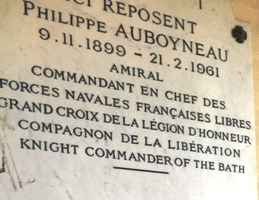 ICI REPOSENT
PHILIPPE AUBOYNEAU
9.11.1899 - 21.2.1961
AMIRAL
COMMANDANT EN CHEF DES
FORCES NAVALES FRANÇAISES LIBRES
GRAND CROIX DE LA LÉGION D'HONNEUR
COMPAGNON DE LA LIBÉRATION
KNIGHT COMMANDER OF THE BATH